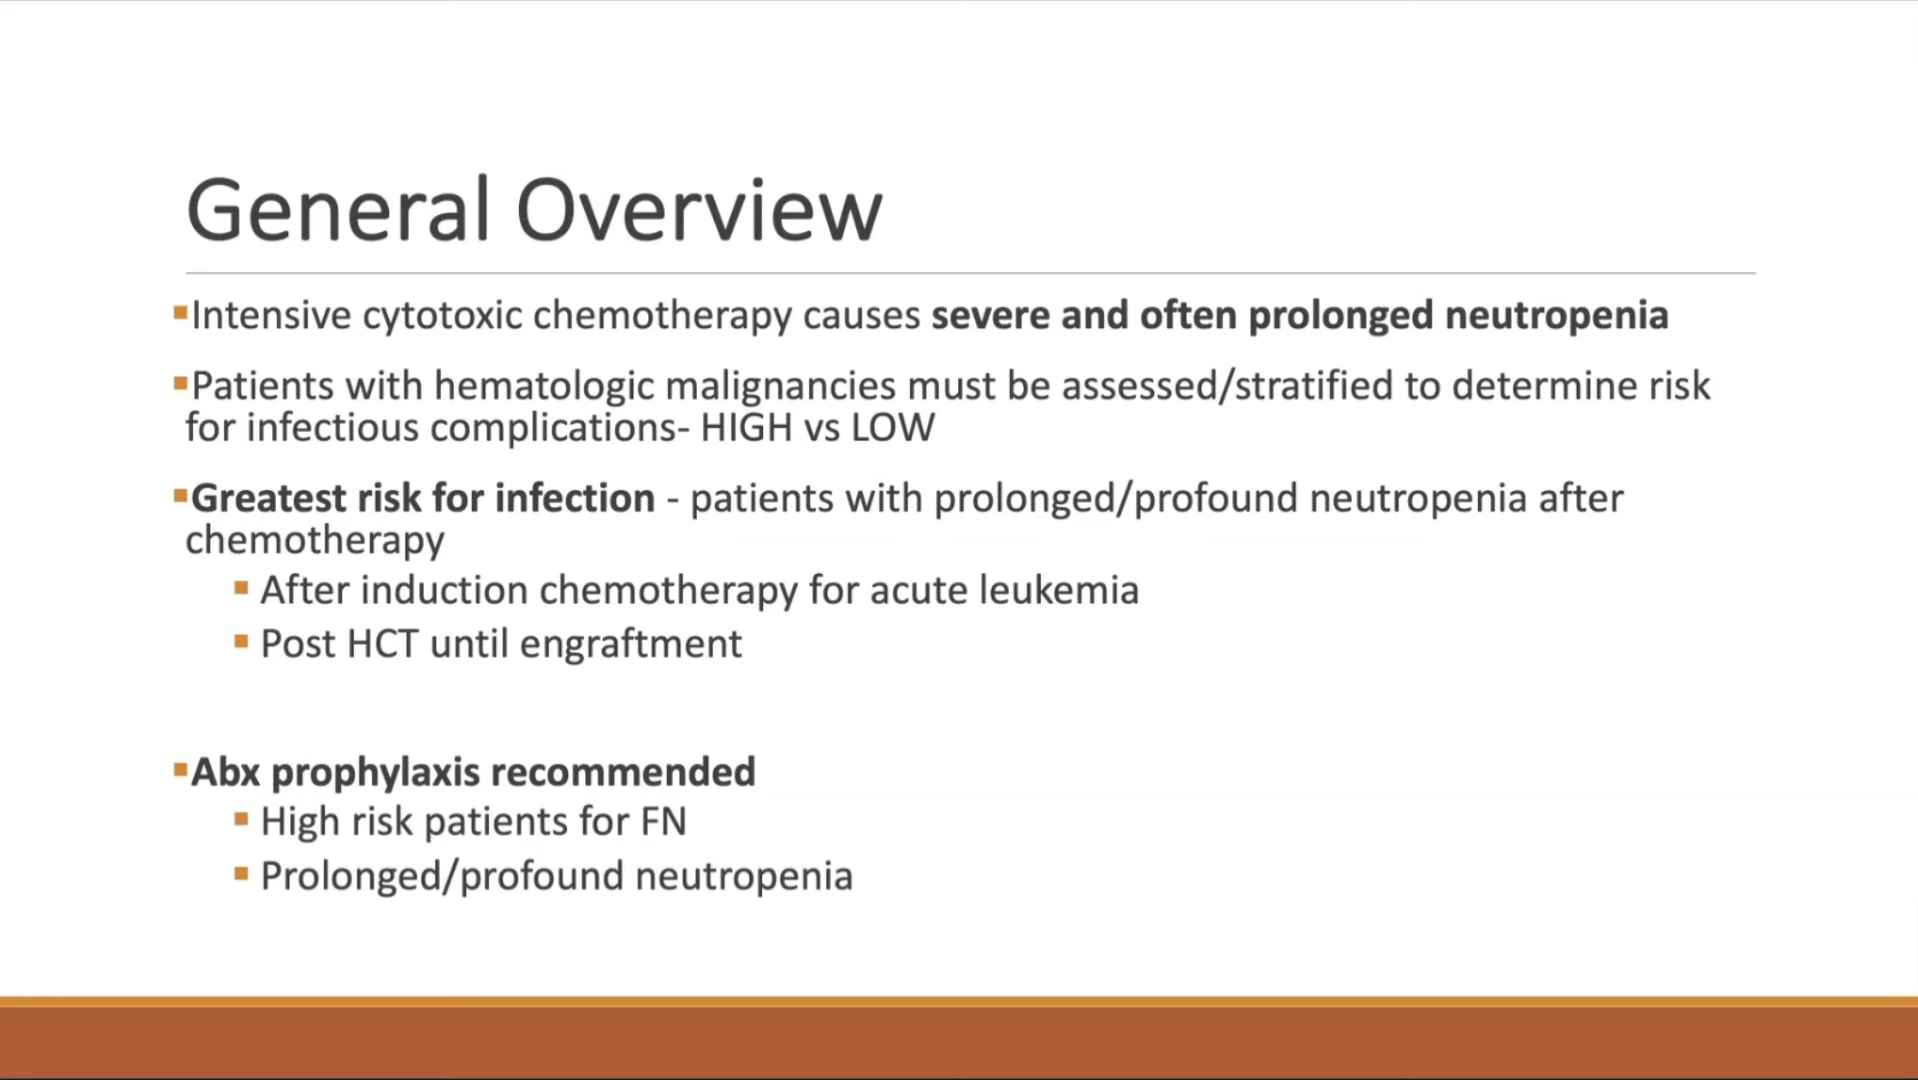 General Overview
▪Intensive cytotoxic chemotherapy causes severe and often prolonged neutropenia
▪Patients with hematologic malignancies must be assessed/stratified to determine risk
for infectious complications- HIGH vs LOW
▪Greatest risk for infection - patients with prolonged/profound neutropenia after
chemotherapy
▪ After induction chemotherapy for acute leukemia
▪ Post HCT until engraftment
▪Abx prophylaxis recommended
▪ High risk patients for FN
▪ Prolonged/profound neutropenia